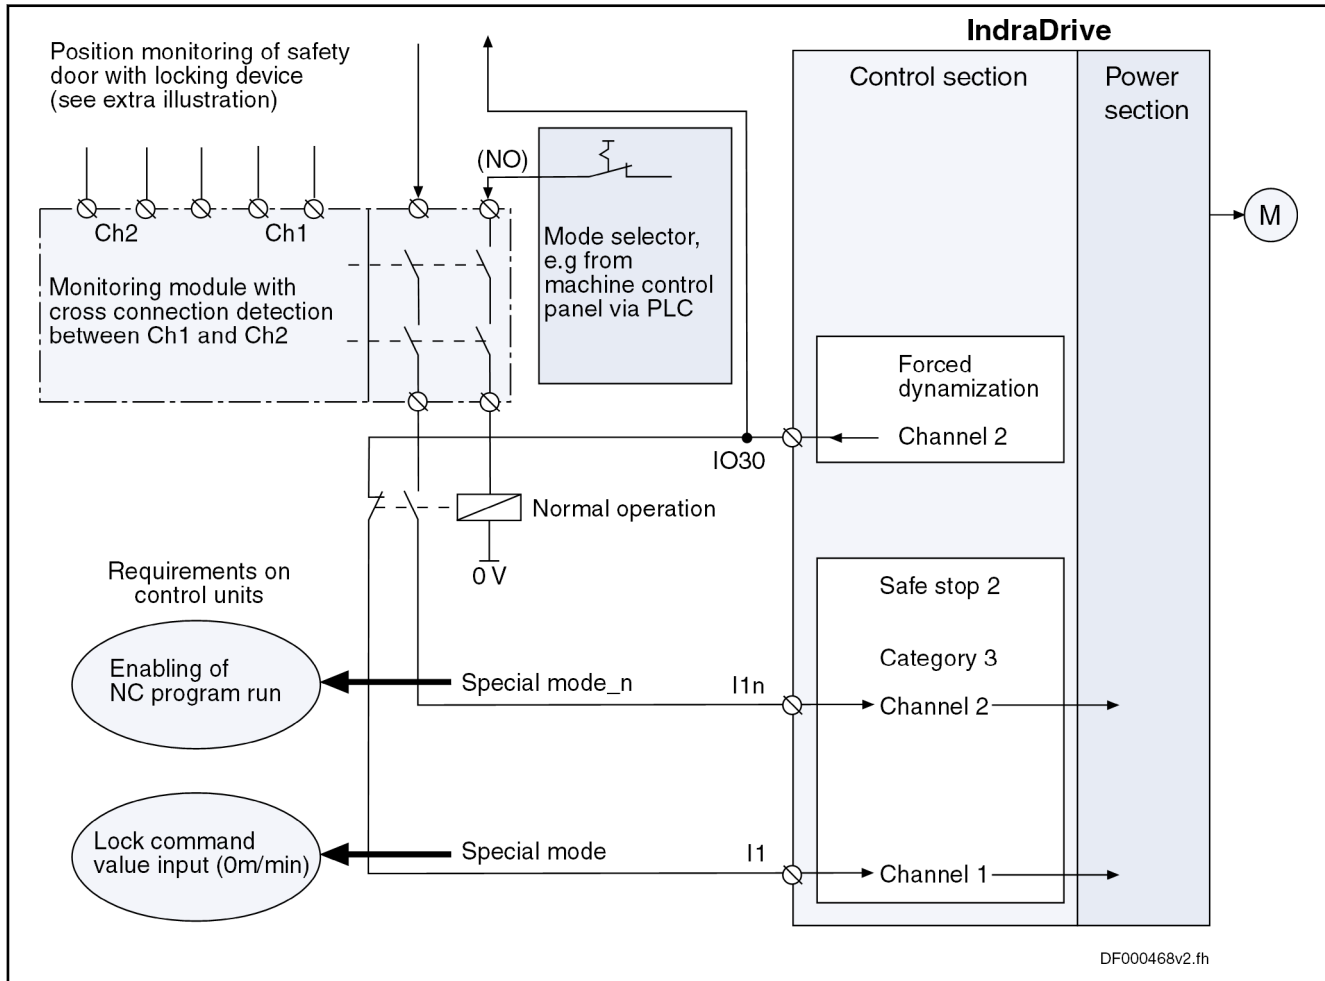 IndraDrive
Position monitoring of safety
door with locking device
(see extra illustration)
Control section
Power
section
(NO)
M
Ch2
Ch1
Mode selector,
e.g from
machine control
panel via PLC
Monitoring module with
cross connection detection
between Ch1 and Ch2
Forced
dynamization
Channel 2
IO30
Normal operation
0 V
Requirements on
control units
Safe stop 2
Category 3
Enabling of
NC program run
Special mode_n
I1n
Channel 2
Lock command
value input (0m/min)
Special mode
I1
Channel 1
DF000468v2.fh